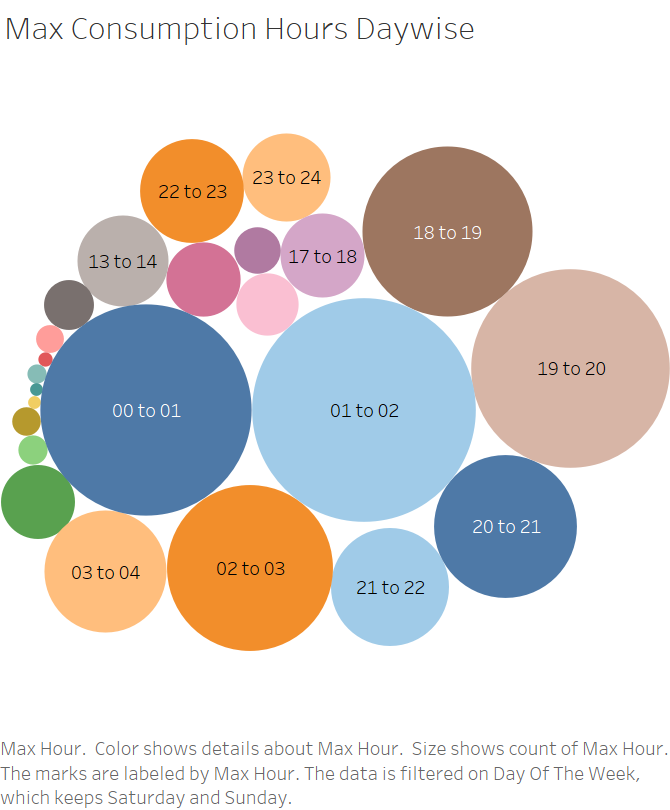 Max Consumption Hours Daywise
22 to 23
23 to 24
18 to 19
13 to 14
17 to 18
19 to 20
00 to 01
01 to 02
20 to 21
03 to 04
02 to 03
21 to 22
Max Hour.  Color shows details about Max Hour.  Size shows count of Max Hour.
The marks are labeled by Max Hour. The data is filtered on Day Of The Week,
which keeps Saturday and Sunday.